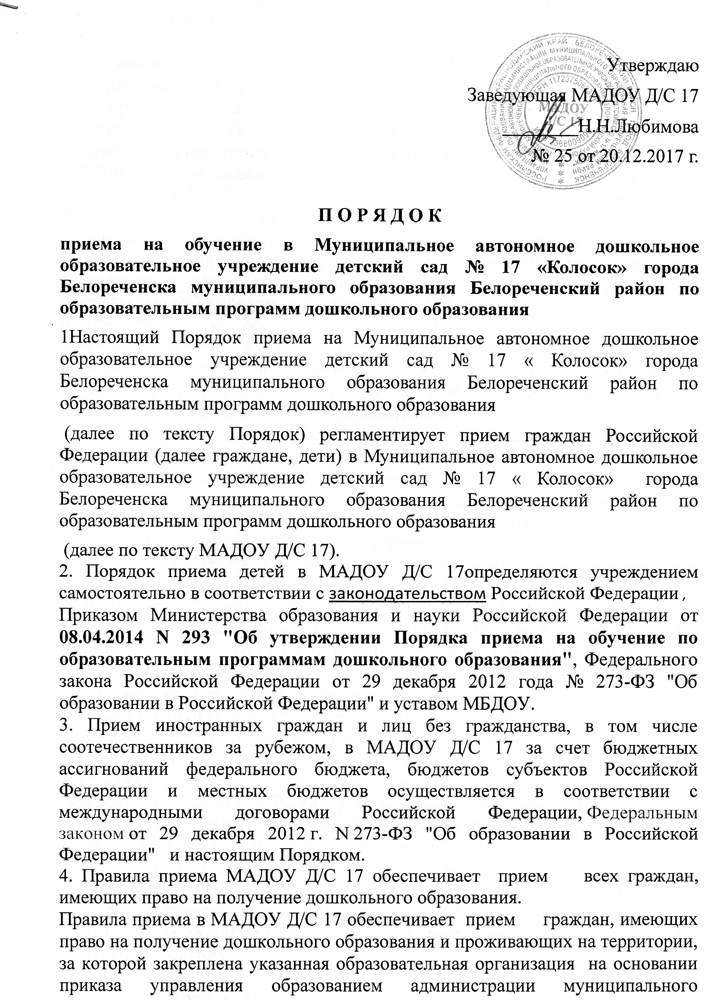 Утверждаю
Заведующая МАДОУ Д/С 17
Н.Н.Любимова
№ 25 от 20.12.2017 г.
МАДОУ
Д/С 17
П О Р Я Д О К
приема на обучение в Муниципальное автономное дошкольное
образовательное учреждение детский сад № 17 «Колосок» города
Белореченска муниципального образования Белореченский район по
образовательным программ дошкольного образования
1Настоящий Порядок приема на Муниципальное автономное дошкольное
образовательное учреждение детский сад № 17 « Колосок» города
Белореченска муниципального образования Белореченский район по
образовательным программ дошкольного образования
(далее по тексту Порядок) регламентирует прием граждан Российской
Федерации (далее граждане, дети) в Муниципальное автономное дошкольное
образовательное учреждение детский сад № 17 « Колосок» города
Белореченска муниципального образования Белореченский район по
образовательным программ дошкольного образования
(далее по тексту МАДОУ Д/С 17).
2. Порядок приема детей в МАДОУ Д/С 17определяются учреждением
самостоятельно в соответствии с законодательством Российской Федерации,
Приказом Министерства образования и науки Российской Федерации от
08.04.2014 N 293 "Об утверждении Порядка приема на обучение по
образовательным программам дошкольного образования", Федерального
закона Российской Федерации от 29 декабря 2012 года № 273-ФЗ "Об
образовании в Российской Федерации" и уставом МБДОУ.
3. Прием иностранных граждан и лиц без гражданства, в том числе
соотечественников за рубежом, в МАДОУ Д/С 17 за счет бюджетных
ассигнований федерального бюджета, бюджетов субъектов Российской
Федерации и местных бюджетов осуществляется в соответствии с
международными договорами Российской Федерации, Федеральным
законом от 29 декабря 2012 г. N 273-ФЗ "Об образовании в Российской
Федерации" и настоящим Порядком.
4. Правила приема МАДОУ Д/С 17 обеспечивает прием всех граждан,
имеющих право на получение дошкольного образования.
Правила приема в МАДОУ Д/С 17 обеспечивает прием граждан, имеющих
право на получение дошкольного образования и проживающих на территории,
за которой закреплена указанная образовательная организация на основании
приказа управления образованием администрации муниципального